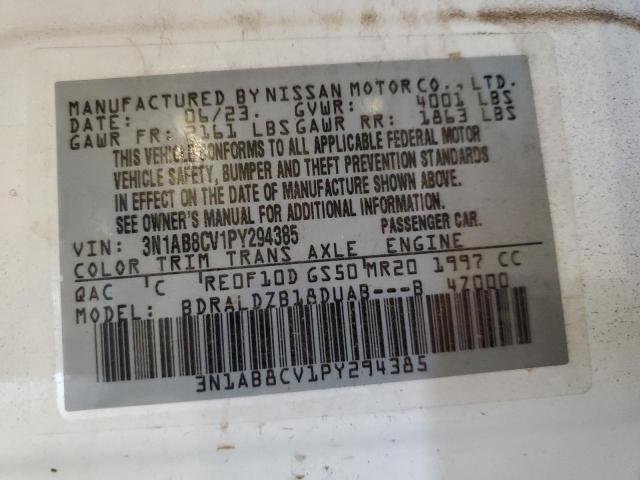 MANUFACTURED BY NISSAN MOTOR CO., LTD.
DATE: 06/23. GVWR: 4001 LBS
GAWR FR: 2161 LBS GAWR RR: 1863 LBS
THIS VEHICLE CONFORMS TO ALL APPLICABLE FEDERAL MOTOR
VEHICLE SAFETY, BUMPER AND THEFT PREVENTION STANDARDS
IN EFFECT ON THE DATE OF MANUFACTURE SHOWN ABOVE.
SEE OWNER'S MANUAL FOR ADDITIONAL INFORMATION.
VIN: 3N1AB8CV1PY294385 PASSENGER CAR.
COLOR TRIM TRANS AXLE ENGINE
QAC C RE0F10D GS50 MR20 1997 CC
MODEL: BDRALDZB18DUAB---B 47000
3N1AB8CV1PY294385